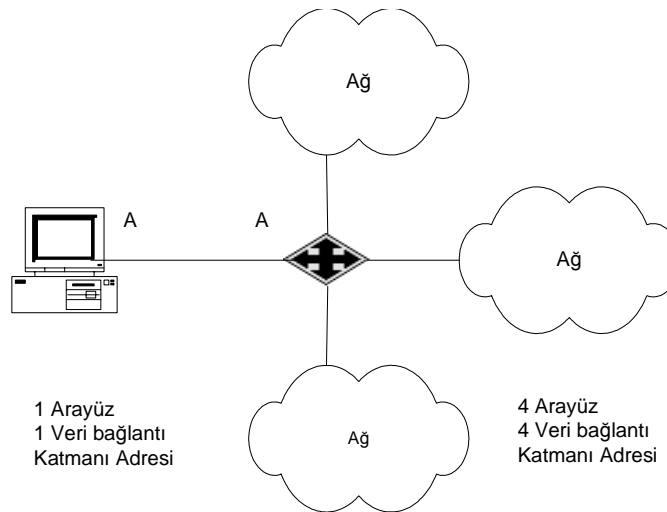 Ağ
A
A
Ağ
Ağ
1 Arayüz
1 Veri bağlantı
Katmanı Adresi
4 Arayüz
4 Veri bağlantı
Katmanı Adresi